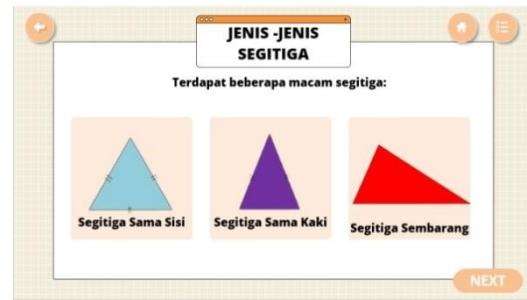 JENIS -JENIS
SEGITIGA
Terdapat beberapa macam segitiga:
Segitiga Sama Sisi
Segitiga Sama Kaki
Segitiga Sembarang
NEXT